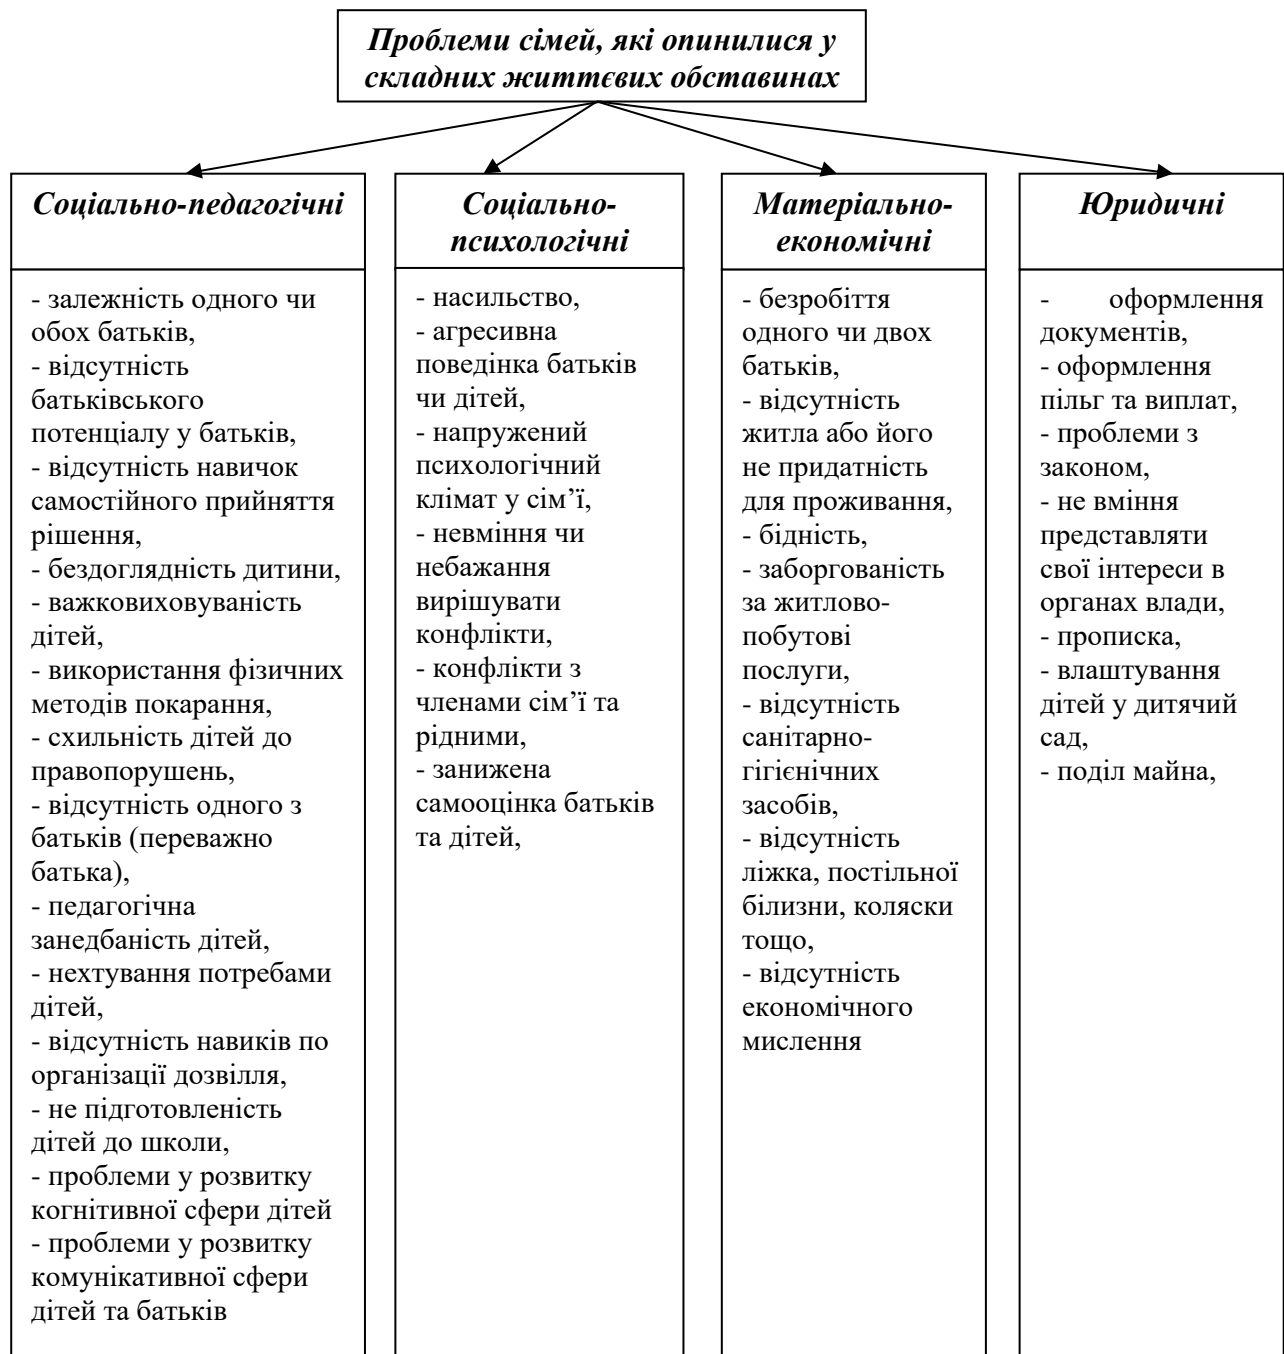 Проблеми сімей, які опинилися у
складних життєвих обставинах
Соціально-педагогічні
- залежність одного чи
обох батьків,
- відсутність
батьківського
потенціалу у батьків,
- відсутність навичок
самостійного прийняття
рішення,
- бездоглядність дитини,
- важковиховуваність
дітей,
- використання фізичних
методів покарання,
- схильність дітей до
правопорушень,
- відсутність одного з
батьків (переважно
батька),
- педагогічна
занедбаність дітей,
- нехтування потребами
дітей,
- відсутність навиків по
організації дозвілля,
- не підготовленість
дітей до школи,
- проблеми у розвитку
когнітивної сфери дітей
- проблеми у розвитку
комунікативної сфери
дітей та батьків
Соціально-
психологічні
- насильство,
- агресивна
поведінка батьків
чи дітей,
- напружений
психологічний
клімат у сім’ї,
- невміння чи
небажання
вирішувати
конфлікти,
- конфлікти з
членами сім’ї та
рідними,
- занижена
самооцінка батьків
та дітей,
Матеріально-
економічні
- безробіття
одного чи двох
батьків,
- відсутність
житла або його
не придатність
для проживання,
- бідність,
- заборгованість
за житлово-
побутові
послуги,
- відсутність
санітарно-
гігієнічних
засобів,
- відсутність
ліжка, постільної
білизни, коляски
тощо,
- відсутність
економічного
мислення
Юридичні
- оформлення
документів,
- оформлення
пільг та виплат,
- проблеми з
законом,
- не вміння
представляти
свої інтереси в
органах влади,
- прописка,
- влаштування
дітей у дитячий
сад,
- поділ майна,